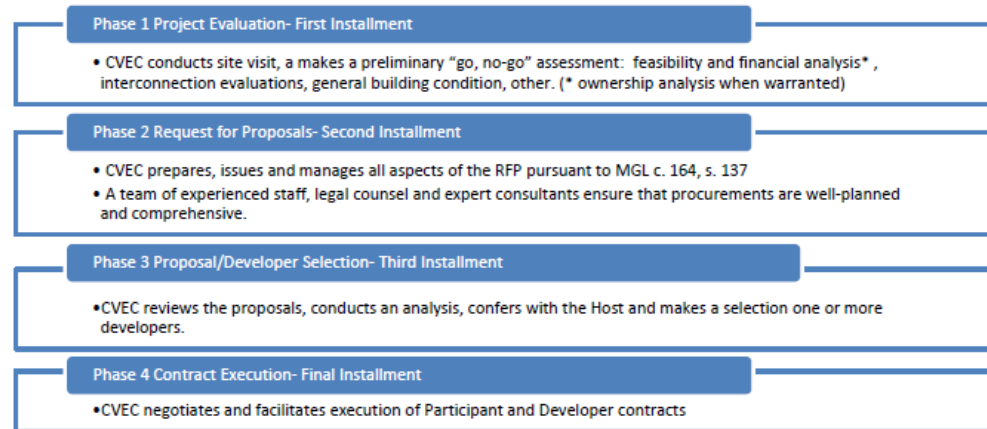 Phase 1 Project Evaluation- First Installment
• CVEC conducts site visit, a makes a preliminary “go, no-go” assessment:  feasibility and financial analysis* ,
interconnection evaluations, general building condition, other. (* ownership analysis when warranted)
Phase 2 Request for Proposals- Second Installment
• CVEC prepares, issues and manages all aspects of the RFP pursuant to MGL c. 164, s. 137
• A team of experienced staff, legal counsel and expert consultants ensure that procurements are well-planned
and comprehensive.
Phase 3 Proposal/Developer Selection- Third Installment
•CVEC reviews the proposals, conducts an analysis, confers with the Host and makes a selection one or more
developers.
Phase 4 Contract Execution- Final Installment
•CVEC negotiates and facilitates execution of Participant and Developer contracts